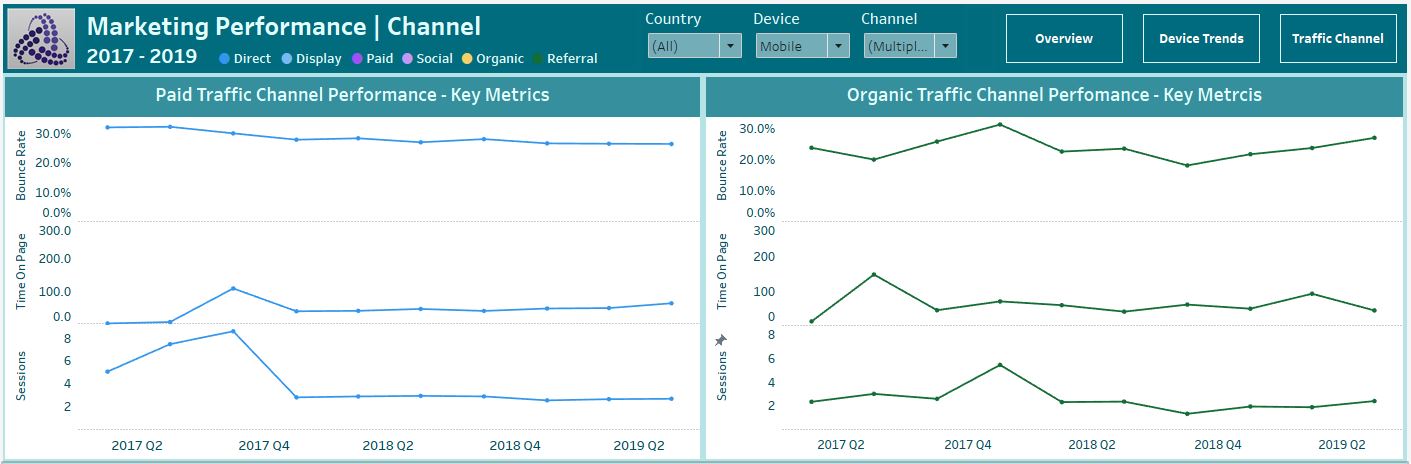 Marketing Performance | Channel
2017 - 2019
Direct Display Paid Social Organic Referral
Country Device Channel
(All) Mobile (Multipl...
Overview Device Trends Traffic Channel
Paid Traffic Channel Performance - Key Metrics
Bounce Rate
30.0%
20.0%
10.0%
0.0%
Time On Page
300.0
200.0
100.0
0.0
Sessions
8
6
4
2
2017 Q2 2017 Q4 2018 Q2 2018 Q4 2019 Q2
Organic Traffic Channel Perfomance - Key Metrcis
Bounce Rate
30.0%
20.0%
10.0%
0.0%
Time On Page
300
200
100
0
Sessions
8
6
4
2
2017 Q2 2017 Q4 2018 Q2 2018 Q4 2019 Q2